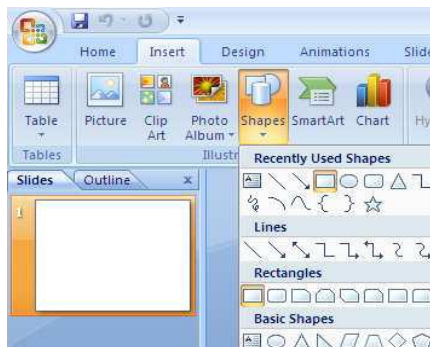 Home Insert Design Animations Slide
Table Picture Clip Art Photo Album Shapes SmartArt Chart Hy
Tables Illustr
Recently Used Shapes
Slides Outline x
1
Lines
Rectangles
Basic Shapes